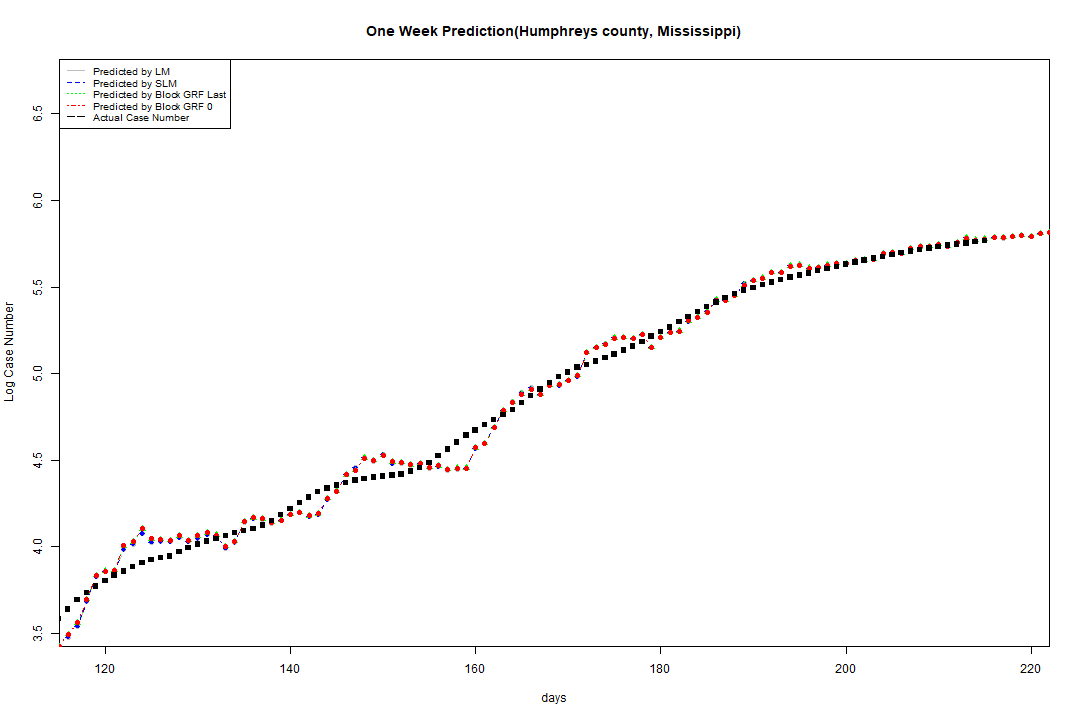 One Week Prediction(Humphreys county, Mississippi)
Predicted by LM
Predicted by SLM
Predicted by Block GRF Last
Predicted by Block GRF 0
Actual Case Number
6.5
6.0
5.5
5.0
4.5
4.0
3.5
Log Case Number
120 140 160 180 200 220
days